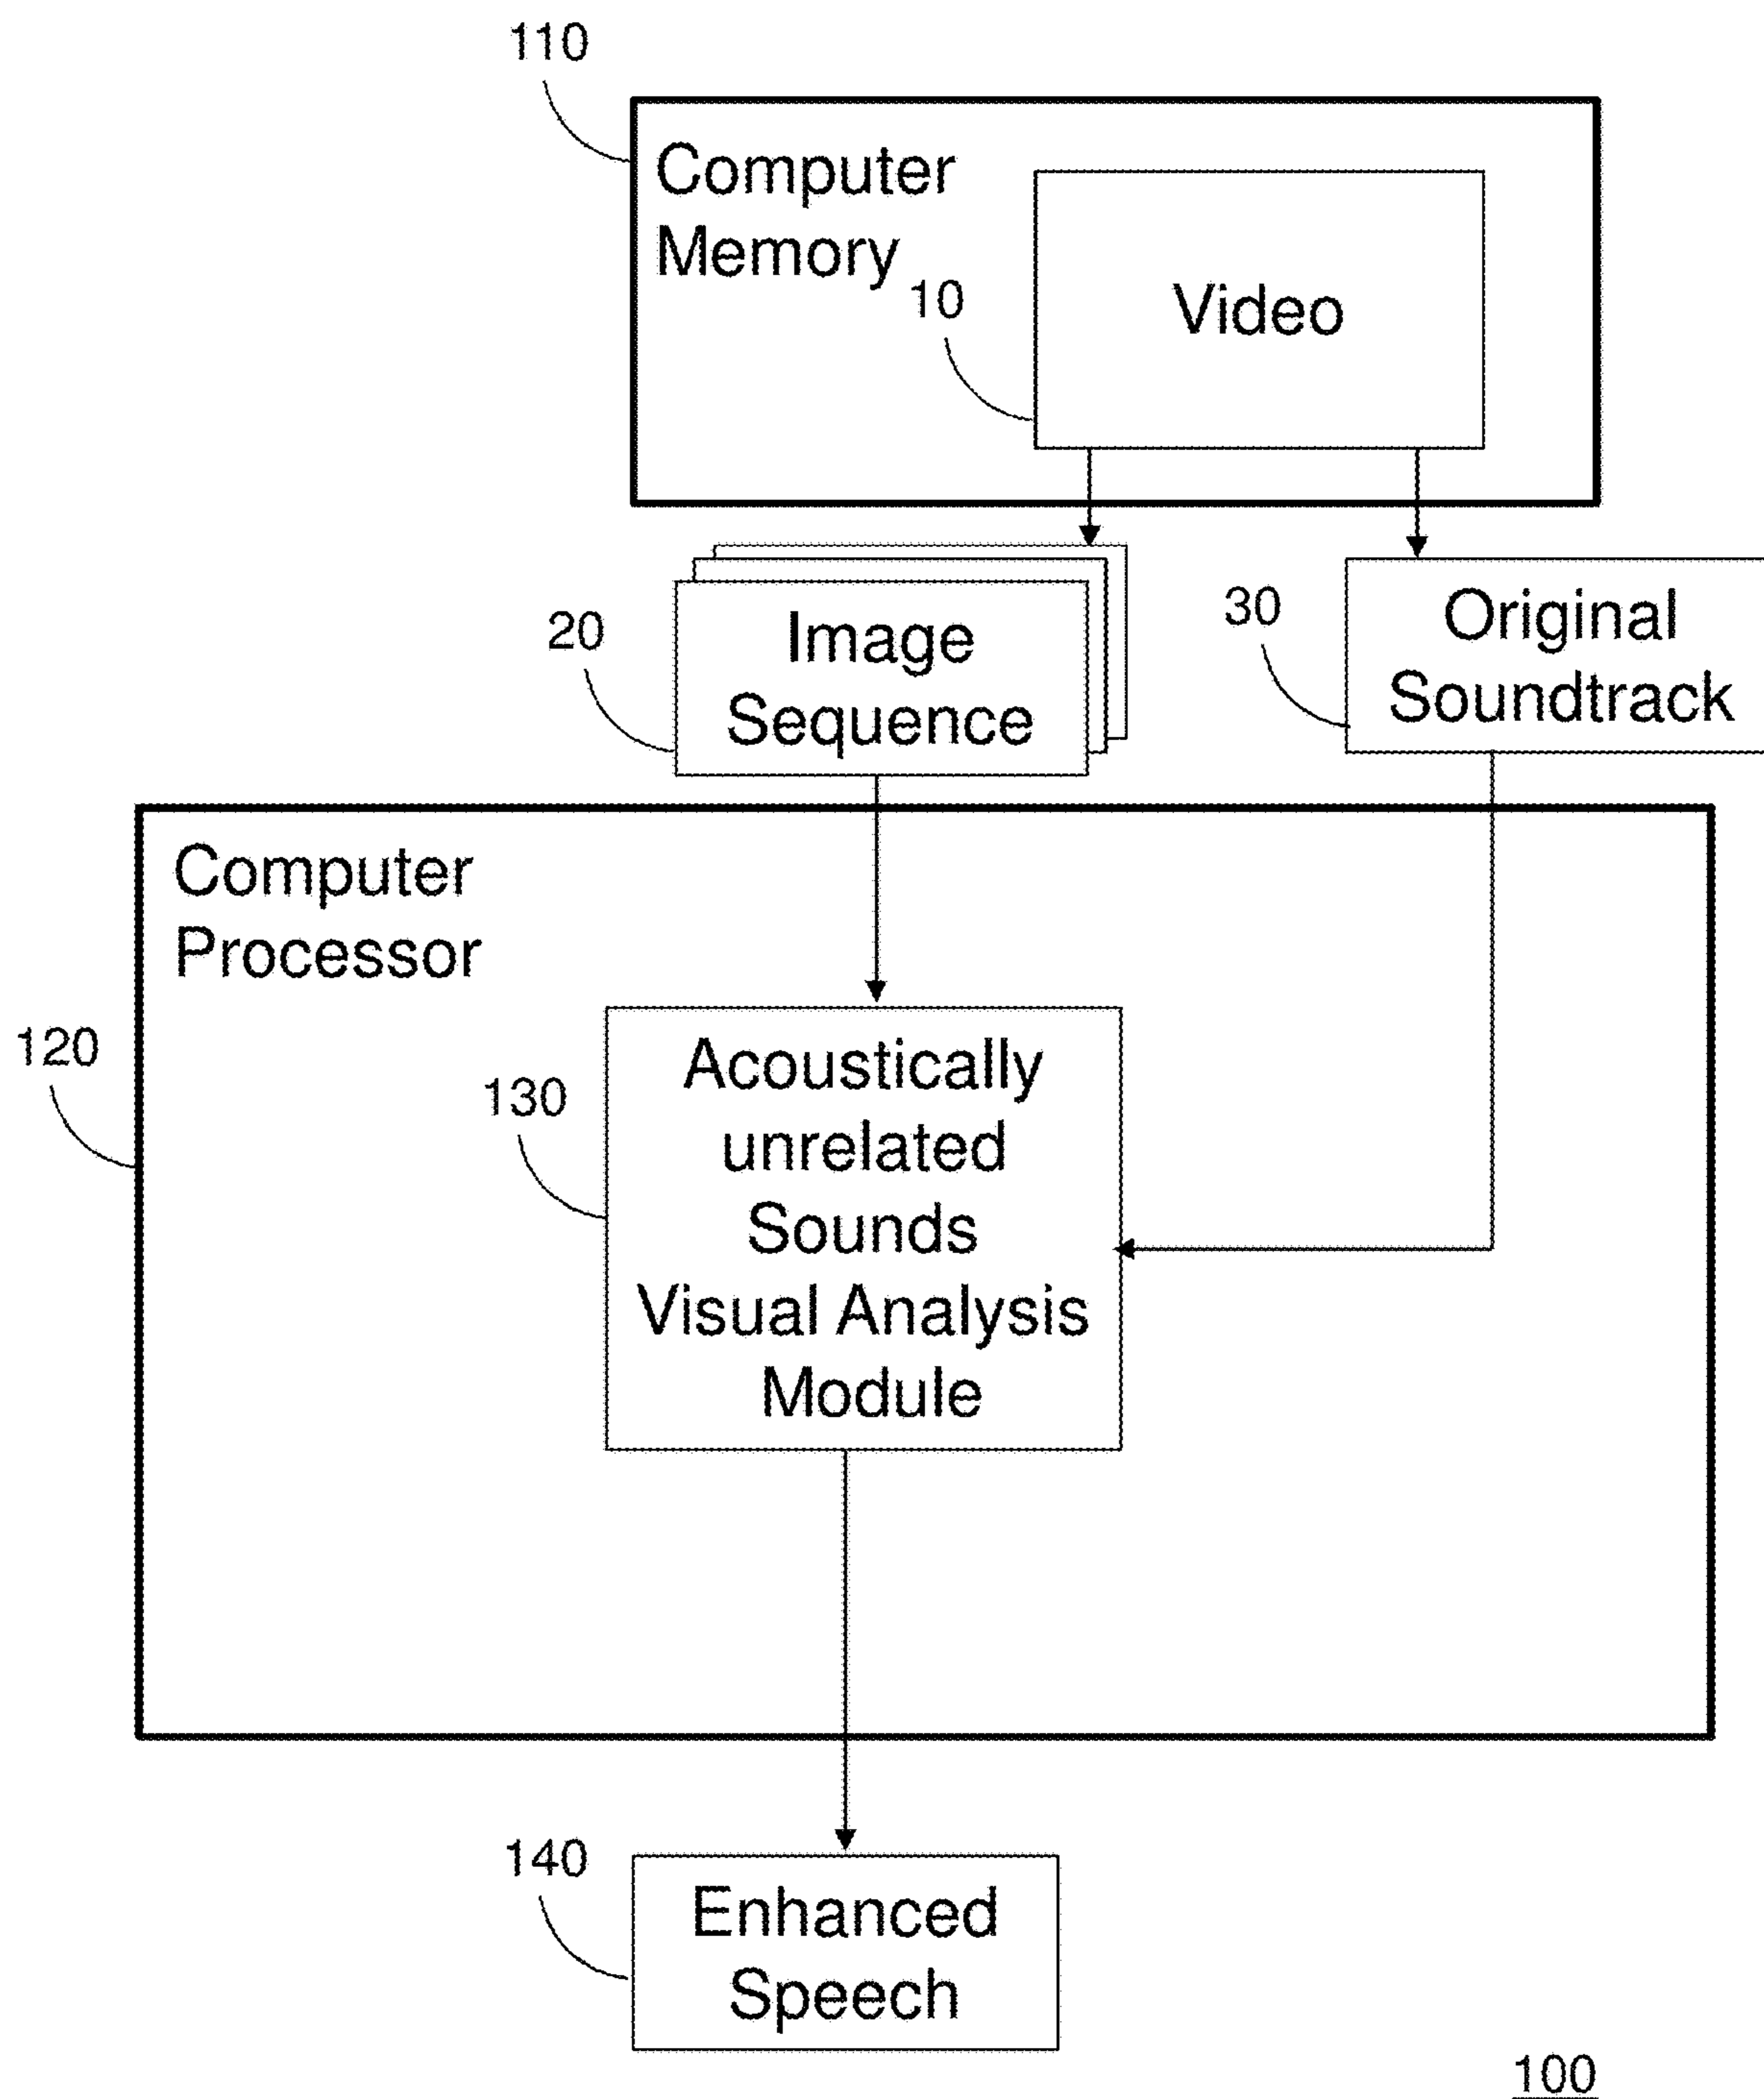 110
Computer
Memory
10
Video
20
Image
Sequence
30
Original
Soundtrack
Computer
Processor
120
130
Acoustically
unrelated
Sounds
Visual Analysis
Module
140
Enhanced
Speech
100